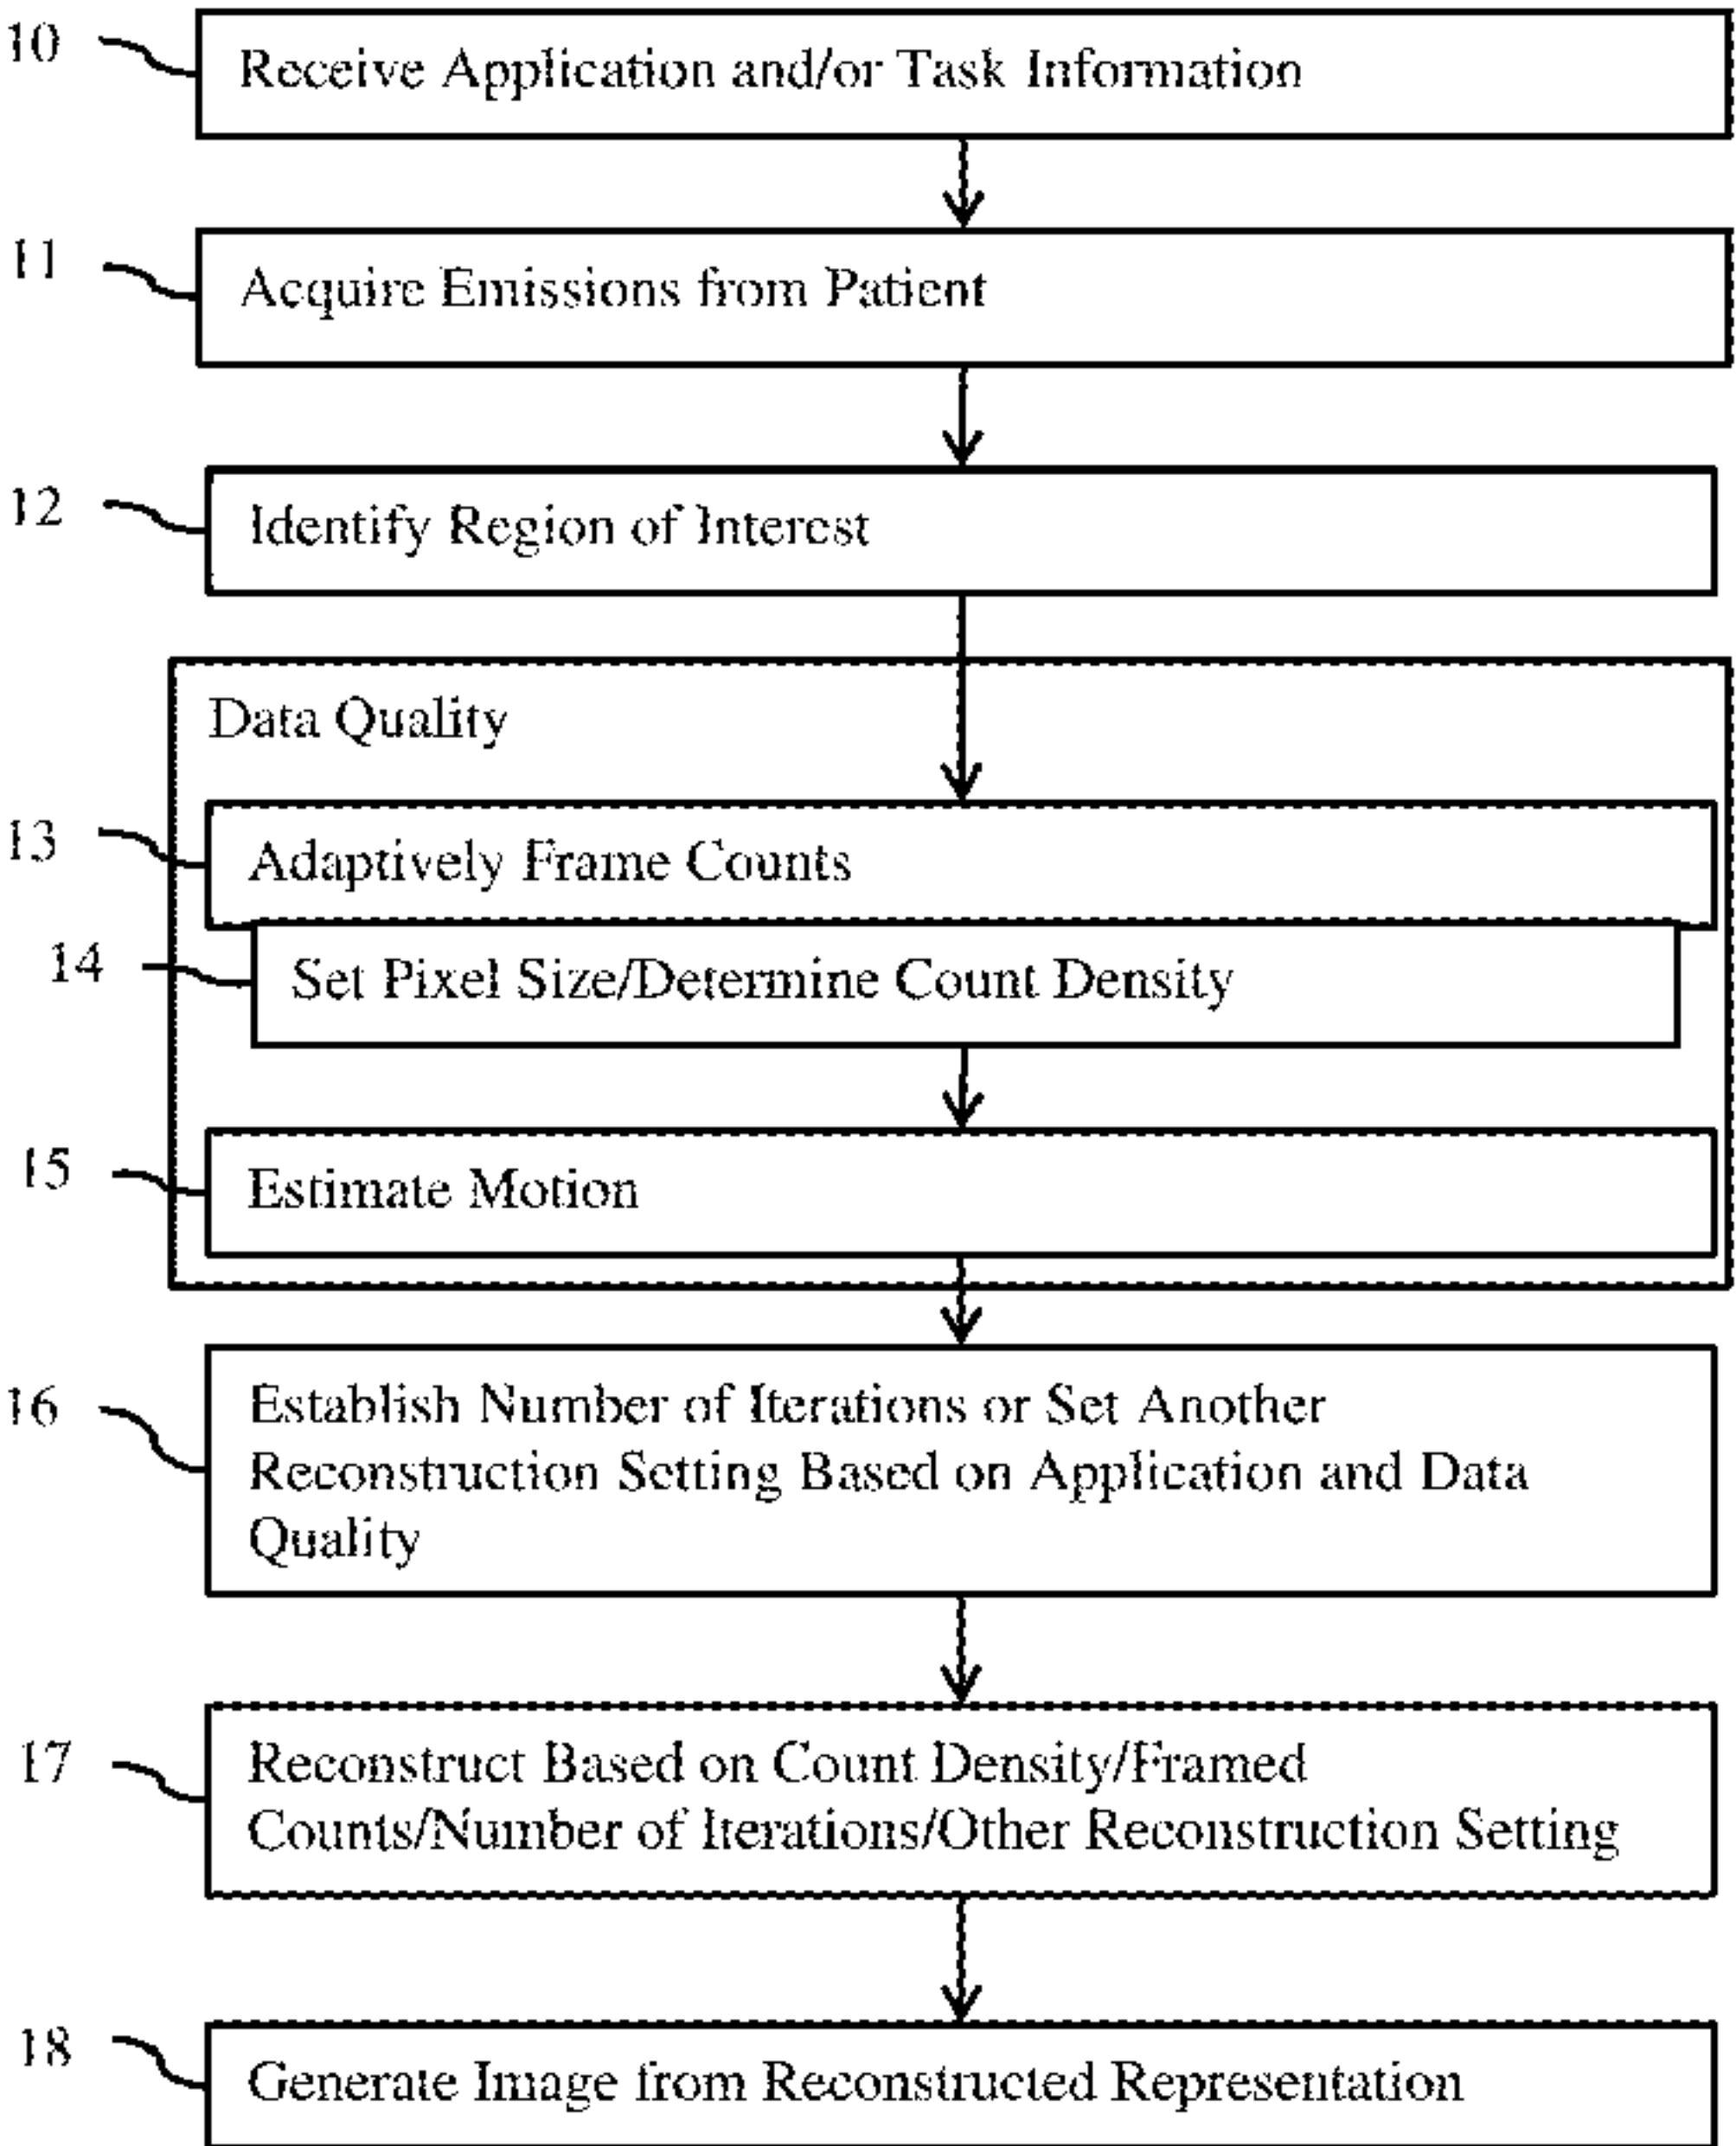 10
Receive Application and/or Task Information
11
Acquire Emissions from Patient
12
Identify Region of Interest
Data Quality
13
Adaptively Frame Counts
14
Set Pixel Size/Determine Count Density
15
Estimate Motion
16
Establish Number of Iterations or Set Another
Reconstruction Setting Based on Application and Data
Quality
17
Reconstruct Based on Count Density/Framed
Counts/Number of Iterations/Other Reconstruction Setting
18
Generate Image from Reconstructed Representation